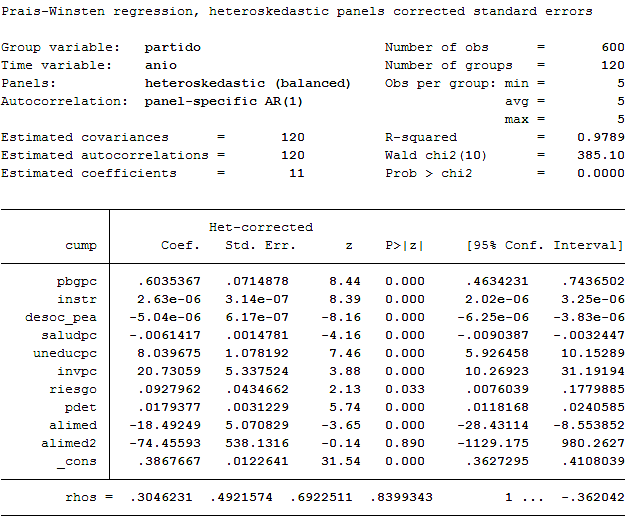 Prais-Winsten regression, heteroskedastic panels corrected standard errors
Group variable: partido Number of obs = 600
Time variable: anio Number of groups = 120
Panels: heteroskedastic (balanced) Obs per group: min = 5
Autocorrelation: panel-specific AR(1) avg = 5
max = 5
Estimated covariances = 120 R-squared = 0.9789
Estimated autocorrelations = 120 Wald chi2(10) = 385.10
Estimated coefficients = 11 Prob > chi2 = 0.0000
Het-corrected
cump Coef. Std. Err. z P>|z| [95% Conf. Interval]
pbgpc .6035367 .0714878 8.44 0.000 .4634231 .7436502
instr 2.63e-06 3.14e-07 8.39 0.000 2.02e-06 3.25e-06
desoc_pea -5.04e-06 6.17e-07 -8.16 0.000 -6.25e-06 -3.83e-06
saludpc -.0061417 .0014781 -4.16 0.000 -.0090387 -.0032447
uneducpc 8.039675 1.078192 7.46 0.000 5.926458 10.15289
invpc 20.73059 5.337524 3.88 0.000 10.26923 31.19194
riesgo .0927962 .0434662 2.13 0.033 .0076039 .1779885
pdet .0179377 .0031229 5.74 0.000 .0118168 .0240585
alimed -18.49249 5.070829 -3.65 0.000 -28.43114 -8.553852
alimed2 -74.45593 538.1316 -0.14 0.890 -1129.175 980.2627
_cons .3867667 .0122641 31.54 0.000 .3627295 .4108039
rhos = .3046231 .4921574 .6922511 .8399343 1 ... -.362042